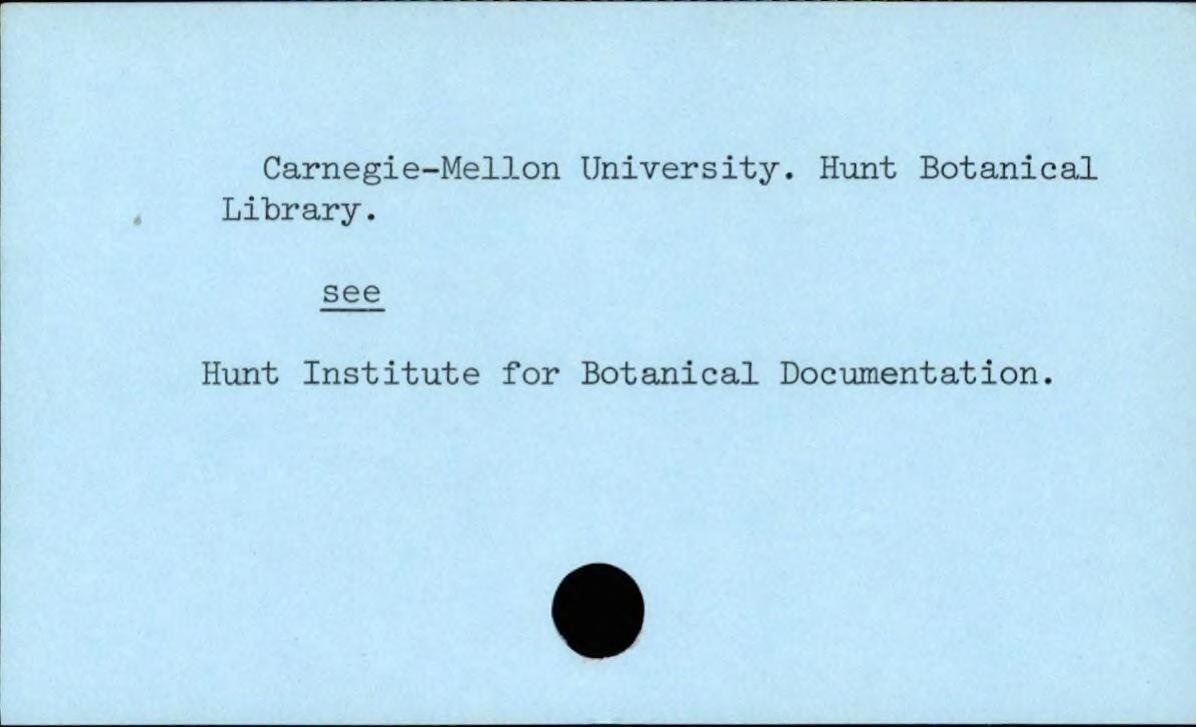 Carnegie-Mellon University. Hunt Botanical
Library.
see
Hunt Institute for Botanical Documentation.